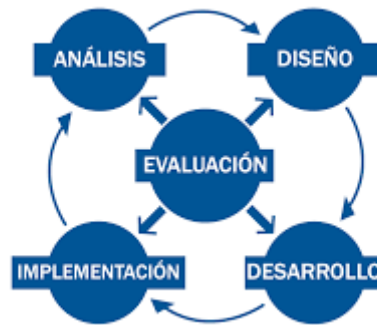 ANÁLISIS
DISEÑO
EVALUACIÓN
IMPLEMENTACIÓN
DESARROLLO